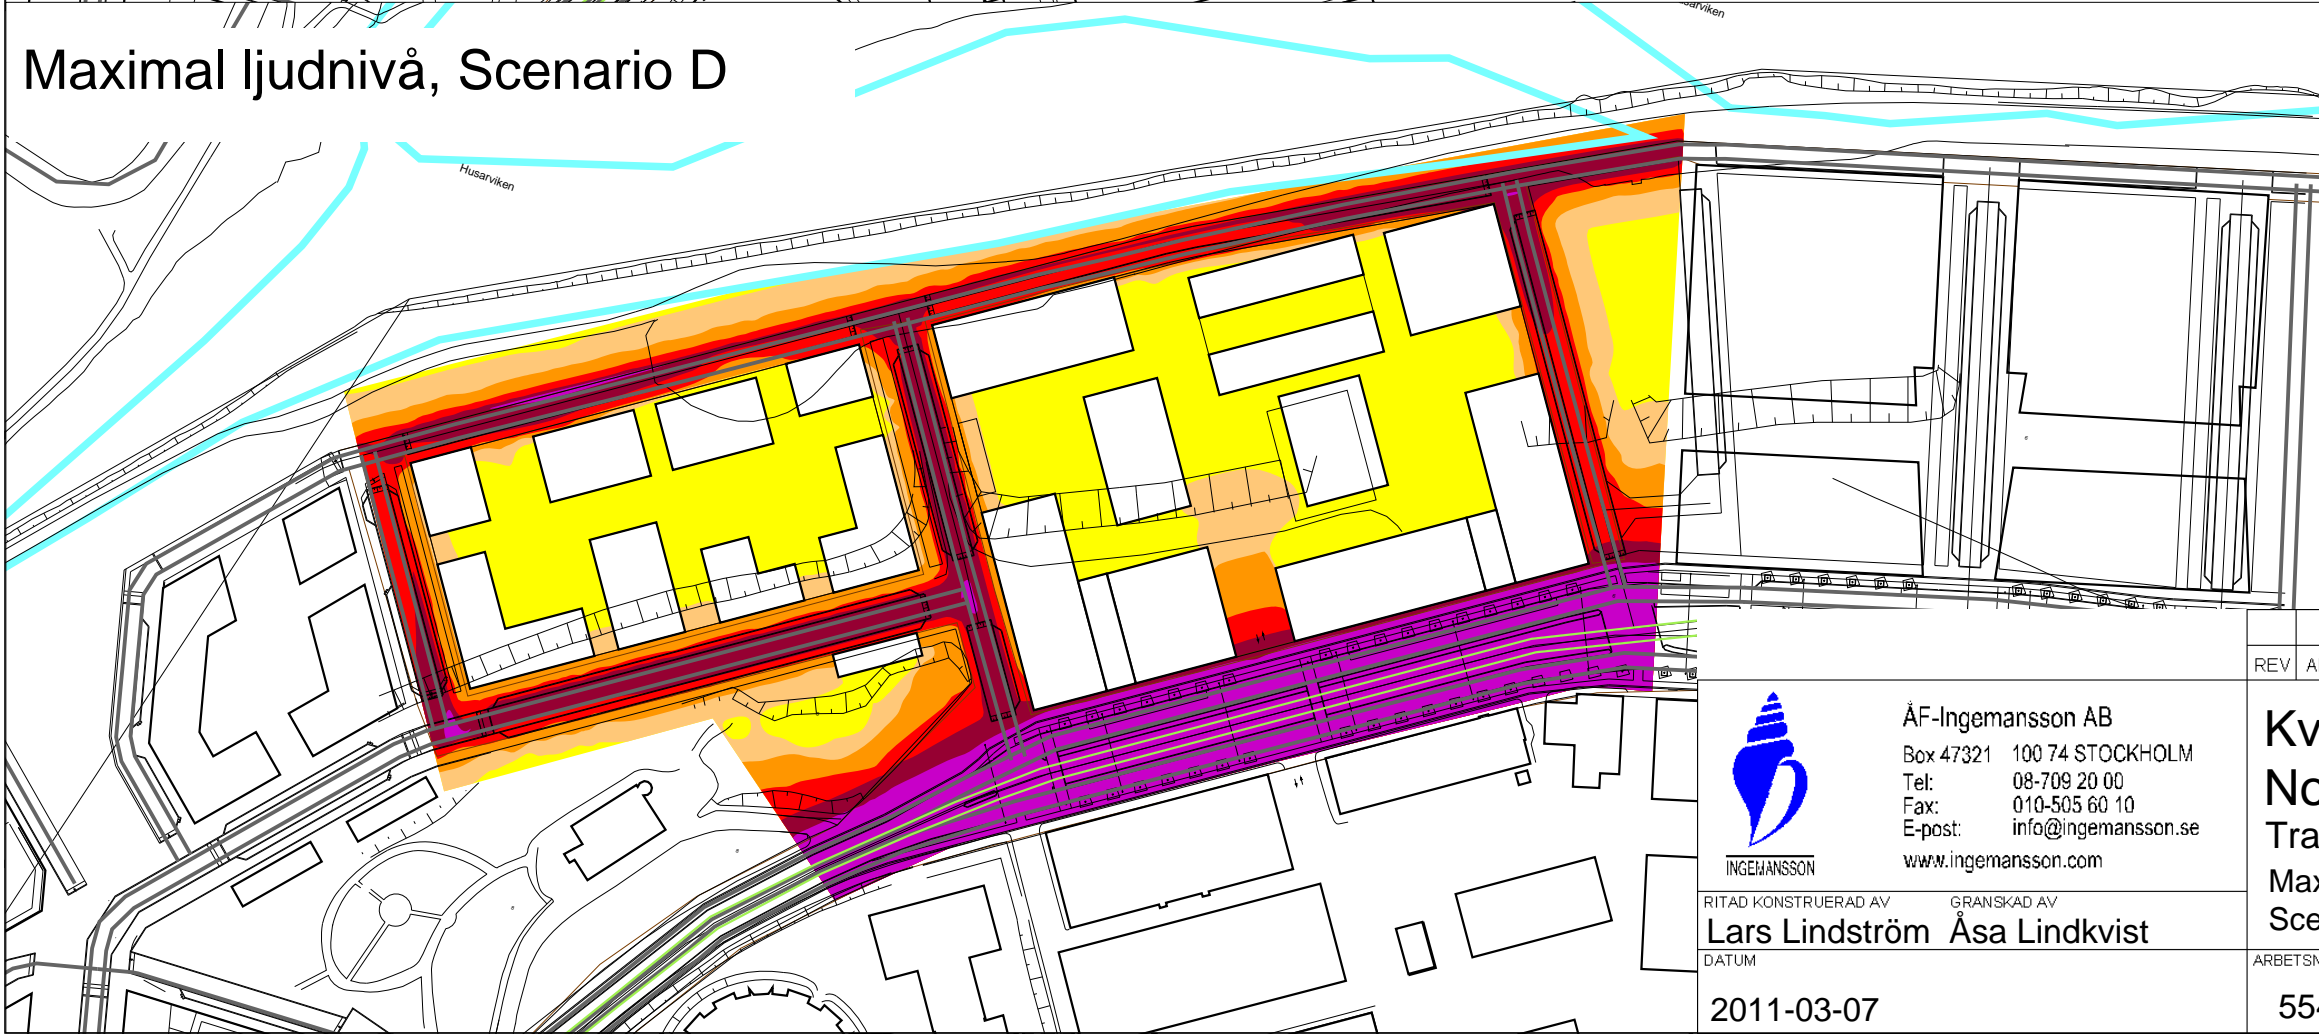 Maximal ljudnivå, Scenario D
Husarviken
INGEMANSSON
ÅF-Ingemansson AB
Box 47321 100 74 STOCKHOLM
Tel: 08-709 20 00
Fax: 010-505 60 10
E-post: info@ingemansson.se
www.ingemansson.com
RITAD KONSTRUERAD AV GRANSKAD AV
Lars Lindström Åsa Lindkvist
DATUM
2011-03-07
REV